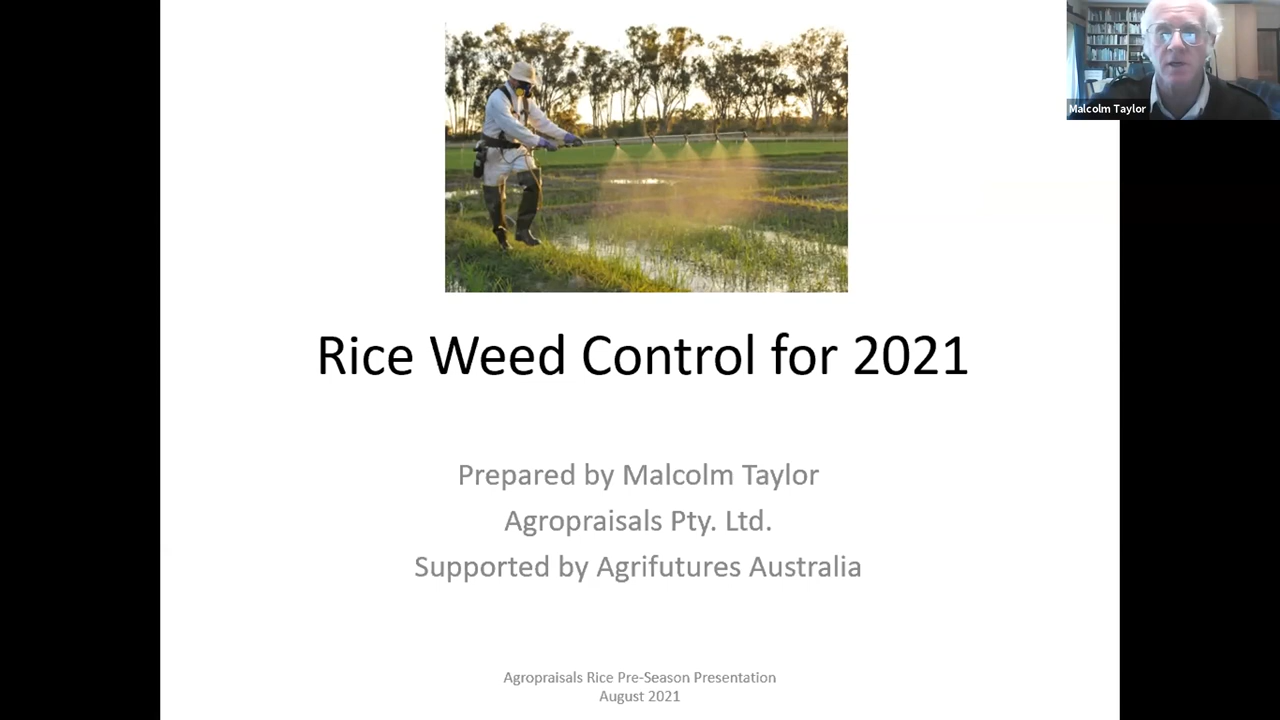 Malcolm Taylor
Rice Weed Control for 2021
Prepared by Malcolm Taylor
Agropraisals Pty. Ltd.
Supported by Agrifutures Australia
Agropraisals Rice Pre-Season Presentation
August 2021